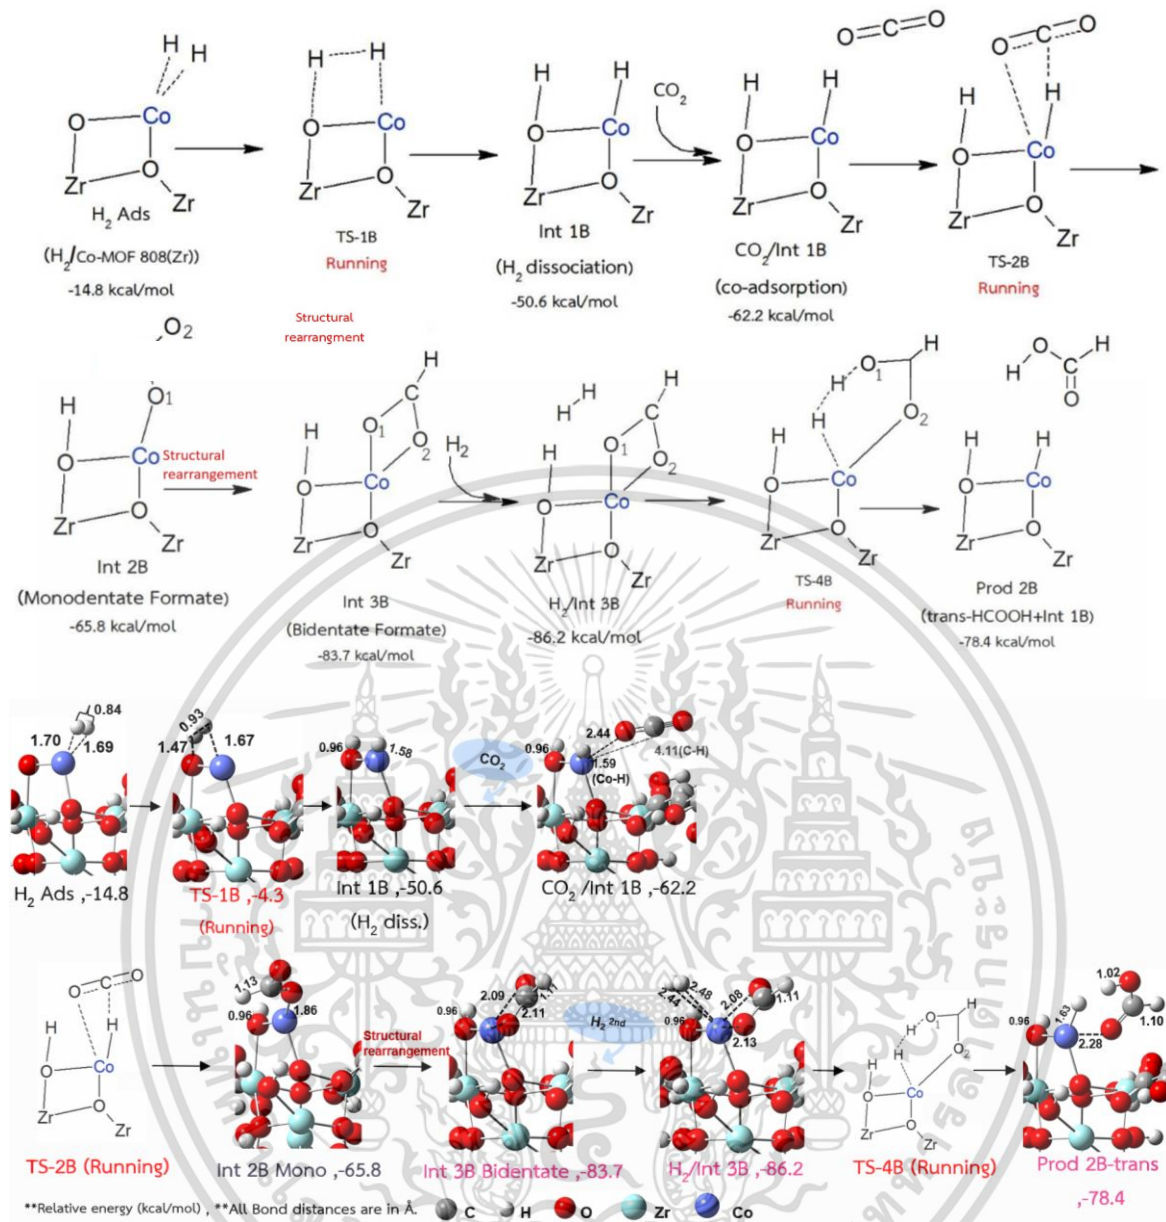 H H
O Co
O
Zr Zr
H₂ Ads
(H₂/Co-MOF 808(Zr))
-14.8 kcal/mol
H H
O Co
O
Zr Zr
TS-1B
Running
H H
O Co
O
Zr Zr
Int 1B
(H₂ dissociation)
-50.6 kcal/mol
CO₂
O C O
H H
O Co
O
Zr Zr
CO₂/Int 1B
(co-adsorption)
-62.2 kcal/mol
O C O
H H
O Co
O
Zr Zr
TS-2B
Running
Structural
rearrangment
O₂
H O₁
O Co
O
Zr Zr
Int 2B
(Monodentate Formate)
-65.8 kcal/mol
Structural
rearrangement
H
C
H O₁ O₂
O Co
O
Zr Zr
Int 3B
(Bidentate Formate)
-83.7 kcal/mol
H₂
H H
H
C
H O₁ O₂
O Co
O
Zr Zr
H₂/Int 3B
-86.2 kcal/mol
H
H O₁
H O₂
H
O Co
O
Zr Zr
TS-4B
Running
O H
H C
O
H H
O Co
O
Zr Zr
Prod 2B
(trans-HCOOH+Int 1B)
-78.4 kcal/mol
0.84
1.70 1.69
H₂ Ads ,-14.8
0.93
1.47 1.67
TS-1B,-4.3
(Running)
0.96 1.58
Int 1B ,-50.6
(H₂ diss.)
CO₂
2.44
0.96 4.11(C-H)
1.59
(Co-H)
CO₂ /Int 1B ,-62.2
O C O
H H
O Co
O
Zr Zr
TS-2B (Running)
1.13
0.96 1.86
Int 2B Mono ,-65.8
Structural
rearrangement
1.11
2.09
0.96 2.11
Int 3B Bidentate ,-83.7
H₂ 2nd
2.48
2.44 2.08 1.11
0.96
2.13
H₂/Int 3B ,-86.2
H
H O₁
H O₂
H
O Co
O
Zr Zr
TS-4B (Running)
1.02
0.96 1.63 1.10
2.28
Prod 2B-trans
,-78.4
**Relative energy (kcal/mol) , **All Bond distances are in Å.
C H O Zr Co